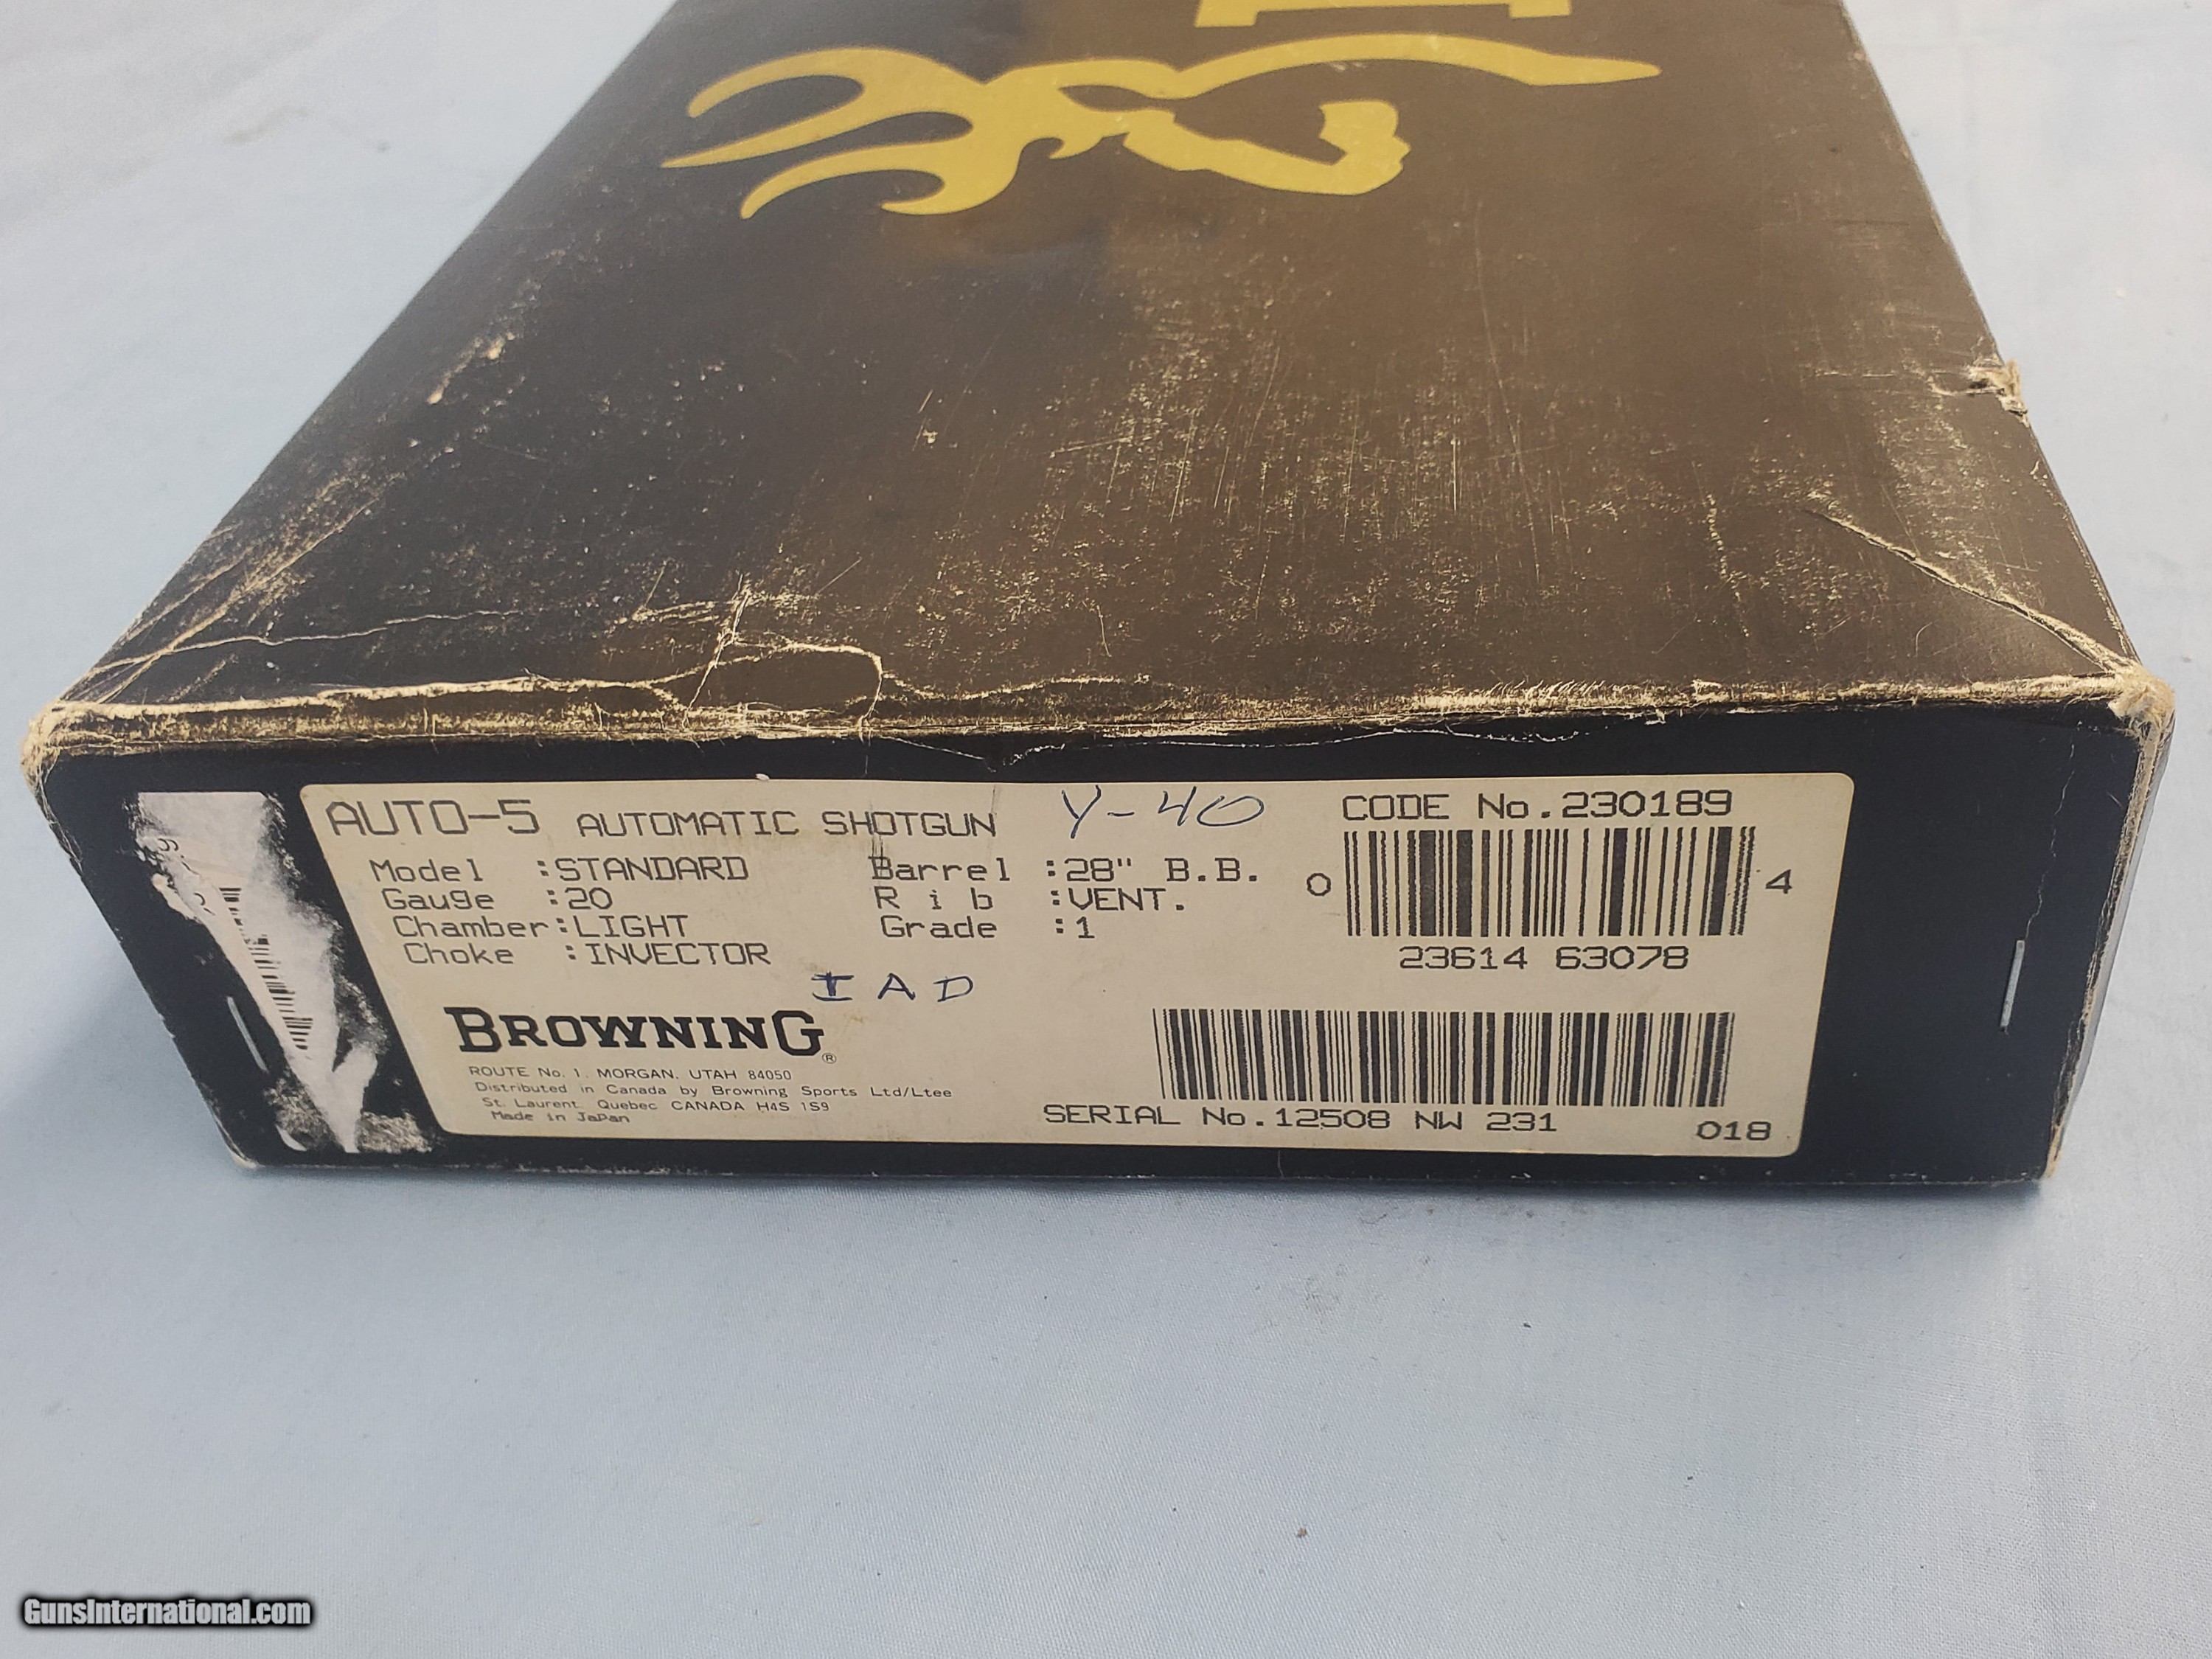 AUTO-5 AUTOMATIC SHOTGUN Y-40
Model :STANDARD
Gauge :20
Chamber:LIGHT
Choke :INVECTOR
Barrel :28" B.B.
Rib :VENT.
Grade :1
CODE No.230189
0 4
23614 63078
IAD
BROWNING®
ROUTE No. 1, MORGAN, UTAH 84050
Distributed in Canada by Browning Sports Ltd/Ltee
St. Laurent, Quebec CANADA H4S 1S9
Made in Japan
SERIAL No.12508 NW 231
018
GunsInternational.com